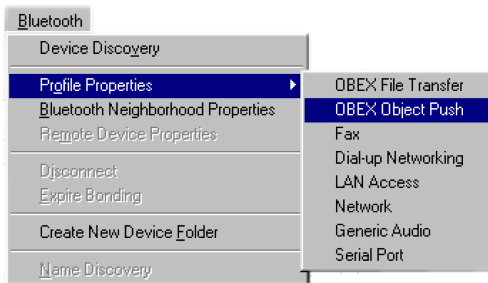 Bluetooth
Device Discovery
Profile Properties
Bluetooth Neighborhood Properties
Remote Device Properties
Disconnect
Expire Bonding
Create New Device Folder
Name Discovery
OBEX File Transfer
OBEX Object Push
Fax
Dial-up Networking
LAN Access
Network
Generic Audio
Serial Port